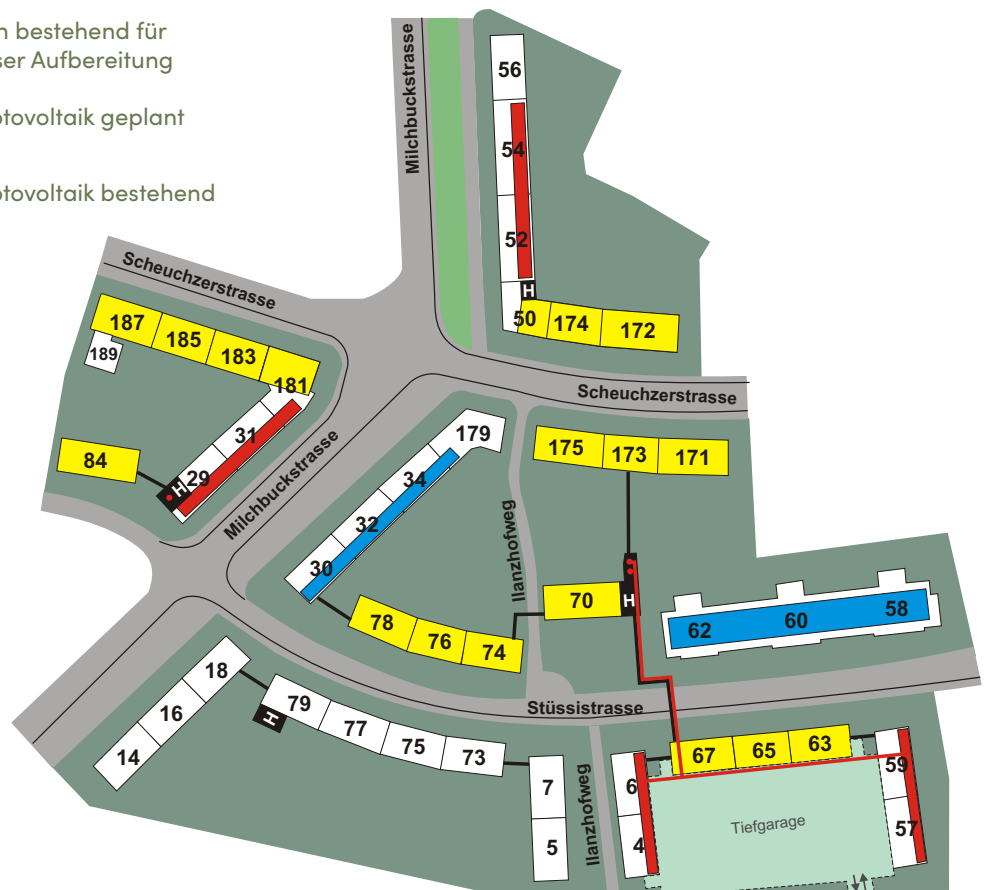 n bestehend für
ser Aufbereitung
otovoltaik geplant
otovoltaik bestehend
Milchbuckstrasse
56
54
52
H
50 174 172
Scheuchzerstrasse
187 185 183 181
189
31
29
H
84
Scheuchzerstrasse
Milchbuckstrasse
179
34
32
30
175 173 171
Ilanzhofweg
70
H
78 76 74
62 60 58
18
16
14
79 77 75 73
H
Stüssistrasse
7
5
Ilanzhofweg
6
4
67 65 63
59
57
Tiefgarage